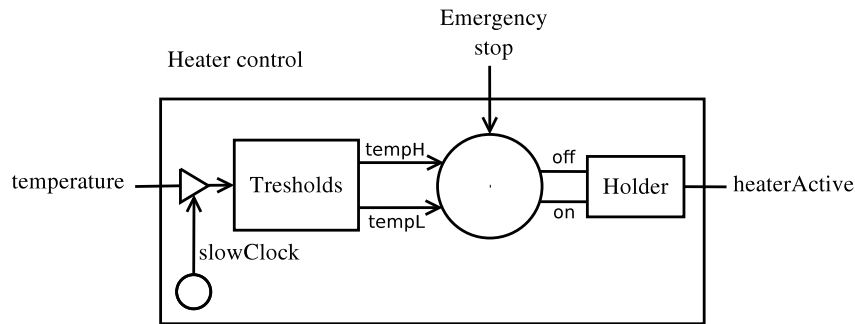 Emergency
stop
Heater control
temperature
Tresholds
tempH
tempL
off
on
Holder
heaterActive
slowClock